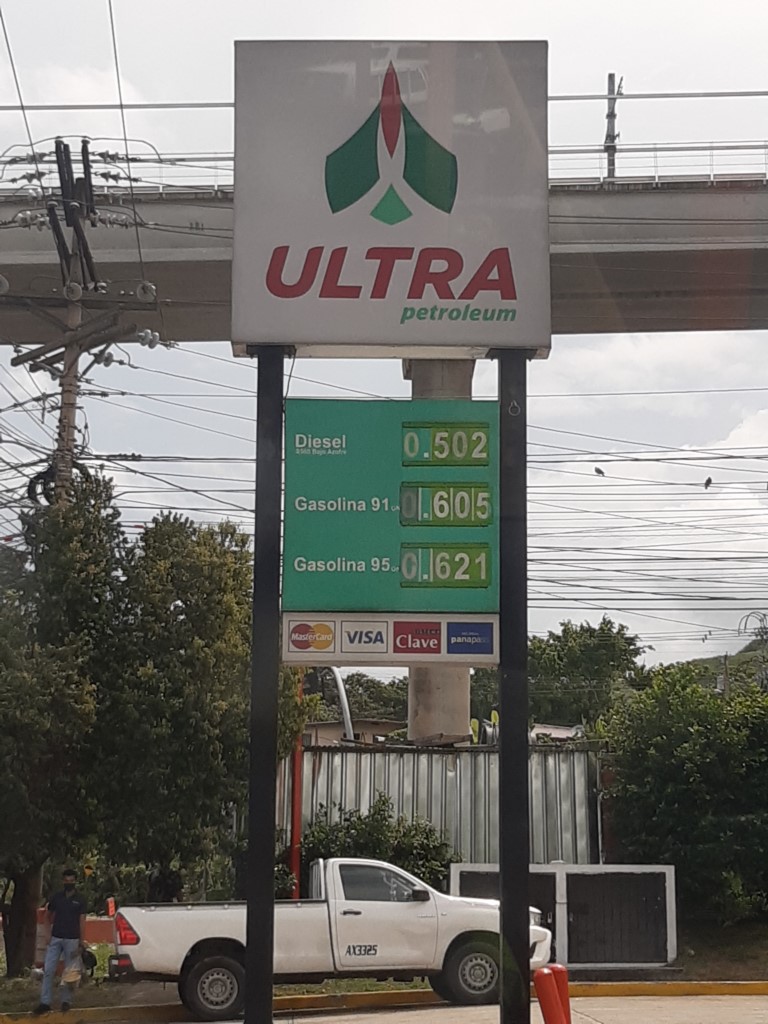 ULTRA
petroleum
Diesel 0.502
Gasolina 91 0.605
Gasolina 95 0.621
MasterCard VISA Clave panapass
AX3325